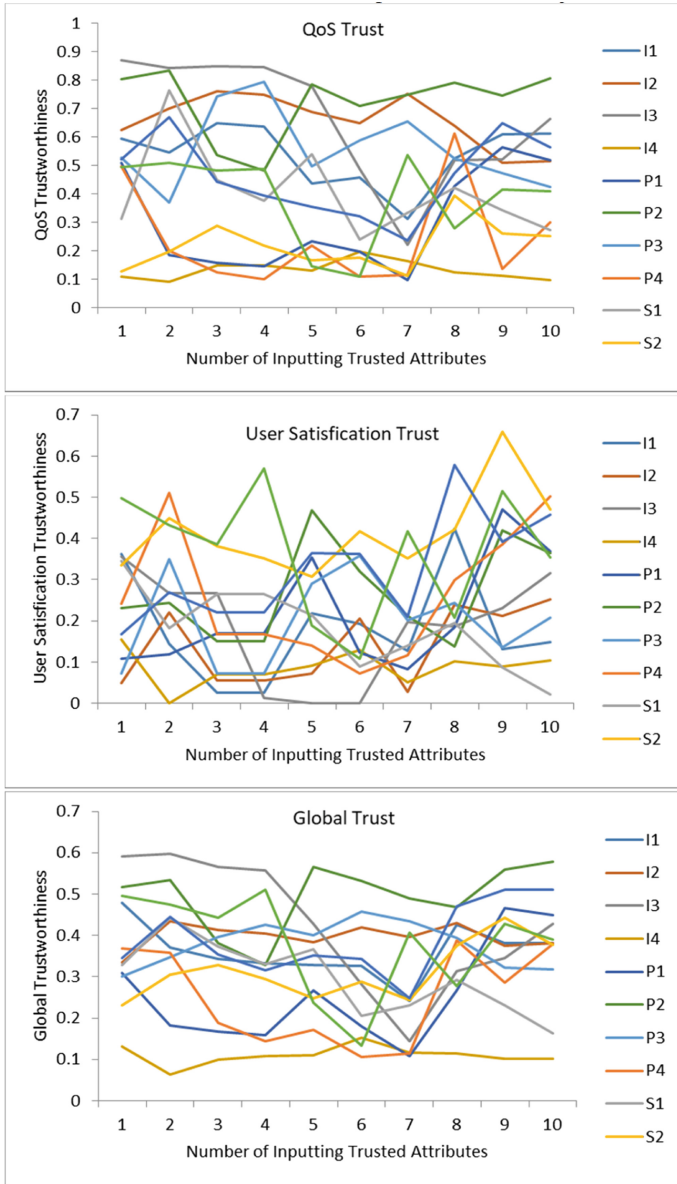 QoS Trust
QoS Trustworthiness
1
0.9
0.8
0.7
0.6
0.5
0.4
0.3
0.2
0.1
0
1 2 3 4 5 6 7 8 9 10
Number of Inputting Trusted Attributes
I1
I2
I3
I4
P1
P2
P3
P4
S1
S2
User Satisfication Trust
User Satisfication Trustworthiness
0.7
0.6
0.5
0.4
0.3
0.2
0.1
0
1 2 3 4 5 6 7 8 9 10
Number of Inputting Trusted Attributes
I1
I2
I3
I4
P1
P2
P3
P4
S1
S2
Global Trust
Global Trustworthiness
0.7
0.6
0.5
0.4
0.3
0.2
0.1
0
1 2 3 4 5 6 7 8 9 10
Number of Inputting Trusted Attributes
I1
I2
I3
I4
P1
P2
P3
P4
S1
S2